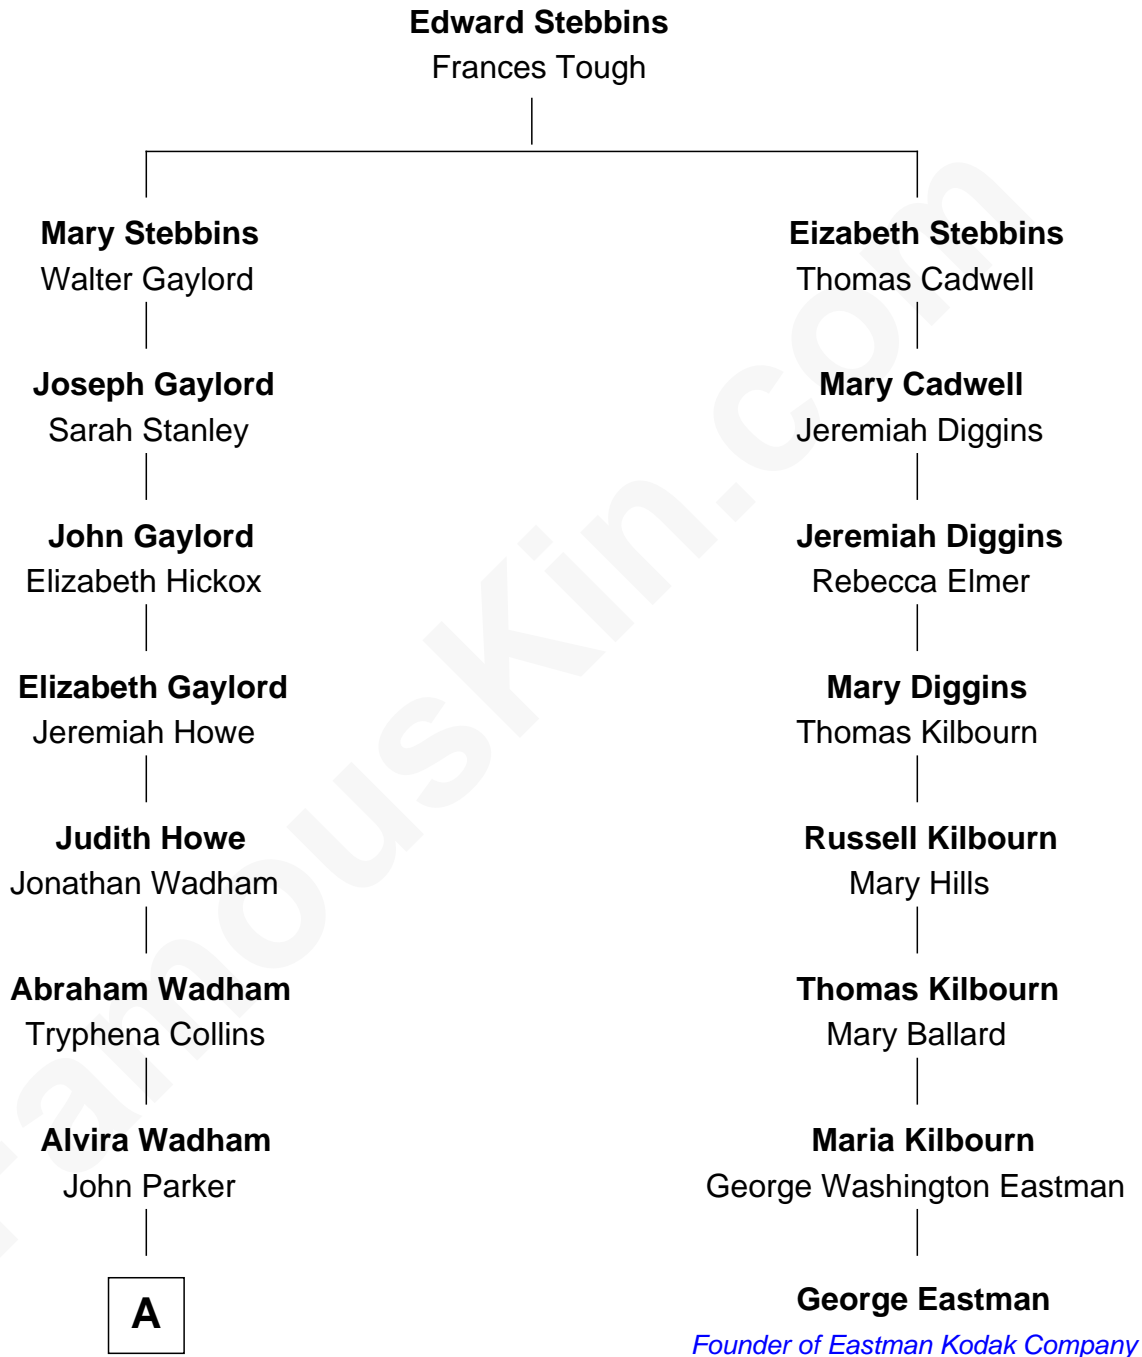 Edward Stebbins
Frances Tough
Mary Stebbins
Walter Gaylord
Joseph Gaylord
Sarah Stanley
John Gaylord
Elizabeth Hickox
Elizabeth Gaylord
Jeremiah Howe
Judith Howe
Jonathan Wadham
Abraham Wadham
Tryphena Collins
Alvira Wadham
John Parker
A
Eizabeth Stebbins
Thomas Cadwell
Mary Cadwell
Jeremiah Diggins
Jeremiah Diggins
Rebecca Elmer
Mary Diggins
Thomas Kilbourn
Russell Kilbourn
Mary Hills
Thomas Kilbourn
Mary Ballard
Maria Kilbourn
George Washington Eastman
George Eastman
Founder of Eastman Kodak Company
FamousKin.com